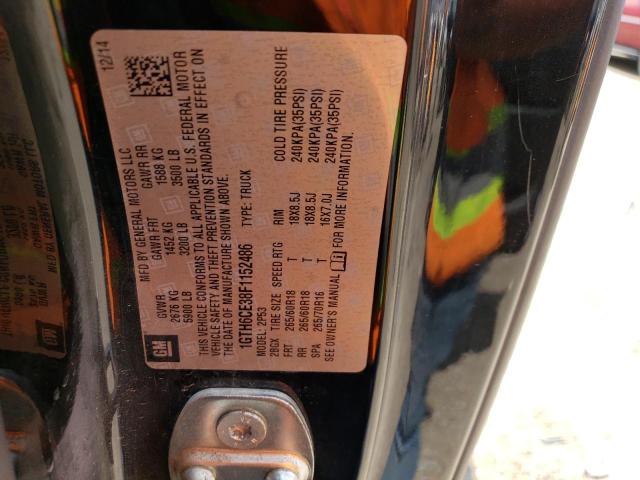 12/14
MFD BY GENERAL MOTORS LLC
GVWR GAWR FRT GAWR RR
2676 KG 1452 KG 1588 KG
5900 LB 3200 LB 3500 LB
THIS VEHICLE CONFORMS TO ALL APPLICABLE U.S. FEDERAL MOTOR
VEHICLE SAFETY AND THEFT PREVENTION STANDARDS IN EFFECT ON
THE DATE OF MANUFACTURE SHOWN ABOVE.
1GTH6CE38F1152486 TYPE: TRUCK
MODEL: 2P53
2BGX TIRE SIZE SPEED RTG RIM COLD TIRE PRESSURE
FRT 265/60R18 T 18X8.5J 240KPA(35PSI)
RR 265/60R18 T 18X8.5J 240KPA(35PSI)
SPA 265/70R16 T 16X7.0J 240KPA(35PSI)
SEE OWNER'S MANUAL FOR MORE INFORMATION.
GM